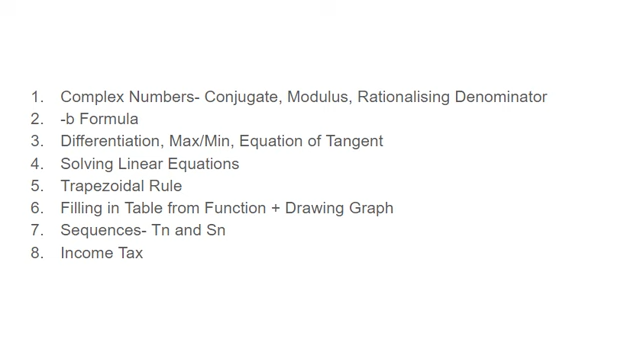 1. Complex Numbers- Conjugate, Modulus, Rationalising Denominator
2. -b Formula
3. Differentiation, Max/Min, Equation of Tangent
4. Solving Linear Equations
5. Trapezoidal Rule
6. Filling in Table from Function + Drawing Graph
7. Sequences- Tn and Sn
8. Income Tax